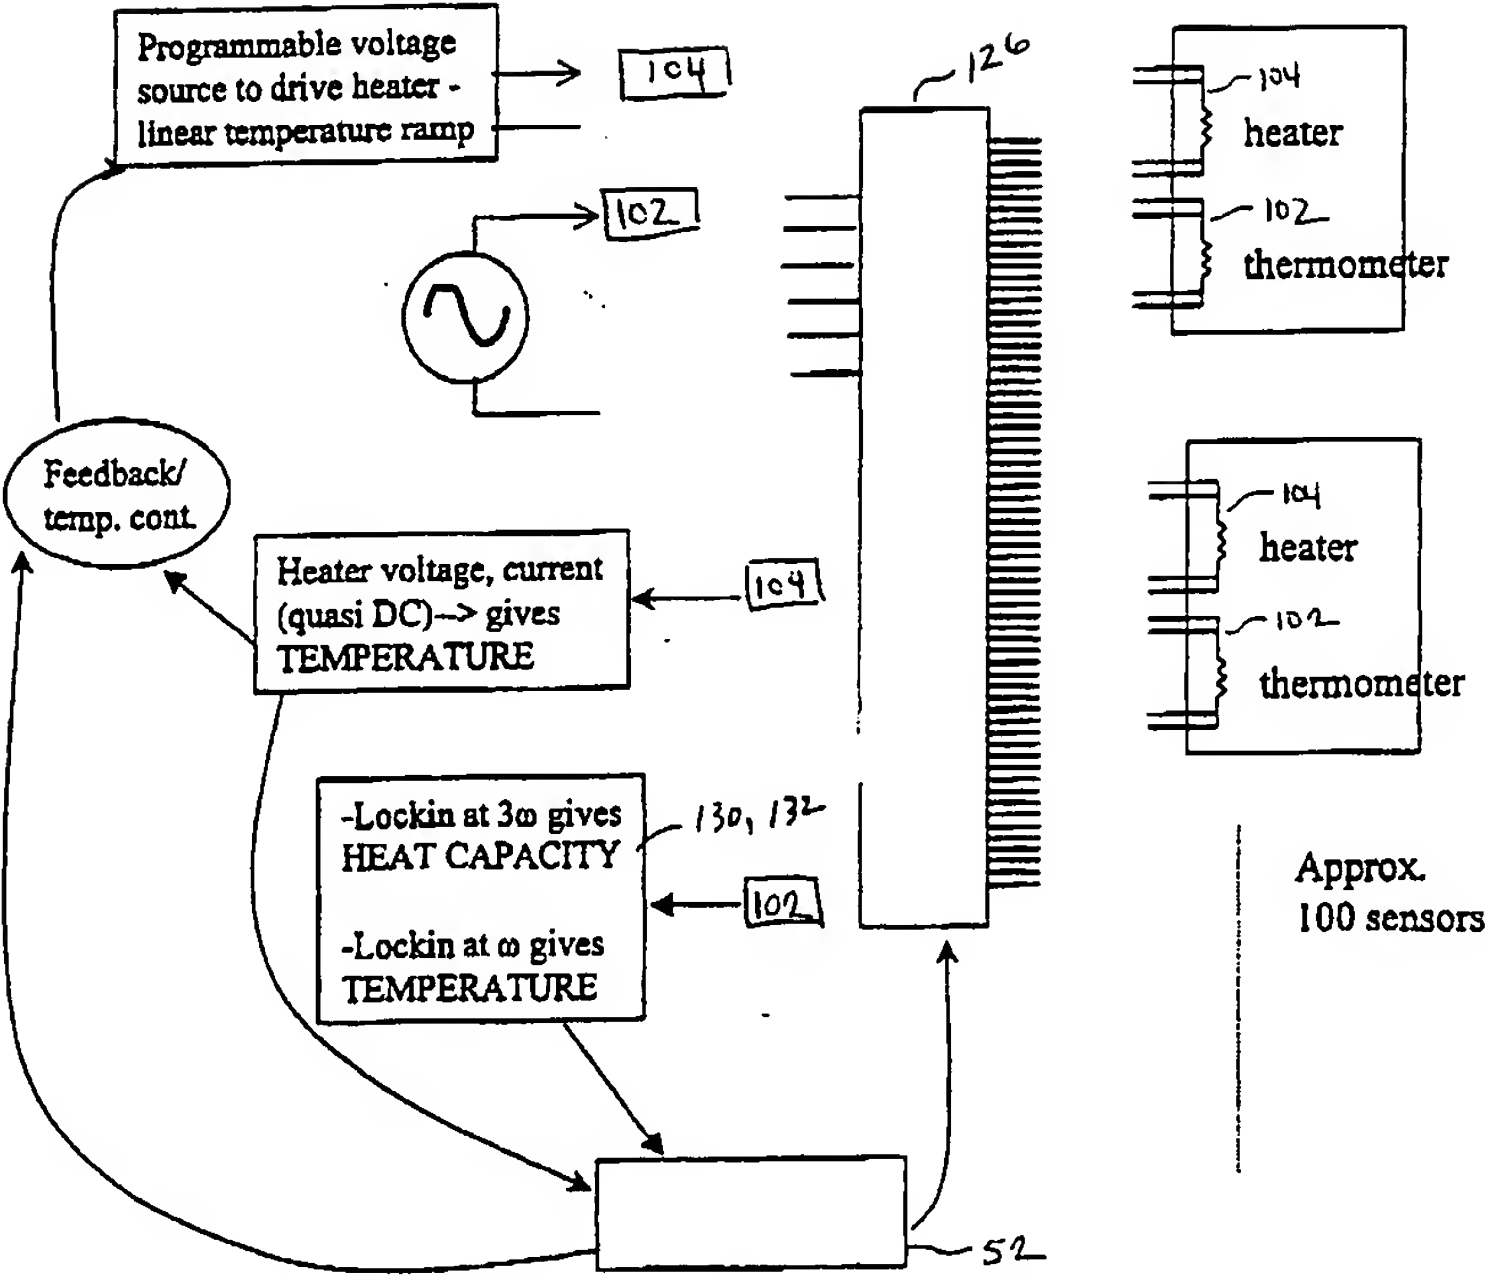 Programmable voltage
source to drive heater -
linear temperature ramp
104
126
104
heater
102
102
thermometer
Feedback/
temp. cont.
Heater voltage, current
(quasi DC)--> gives
TEMPERATURE
104
104
heater
102
thermometer
-Lockin at 3ω gives
HEAT CAPACITY
130, 132
102
-Lockin at ω gives
TEMPERATURE
Approx.
100 sensors
52